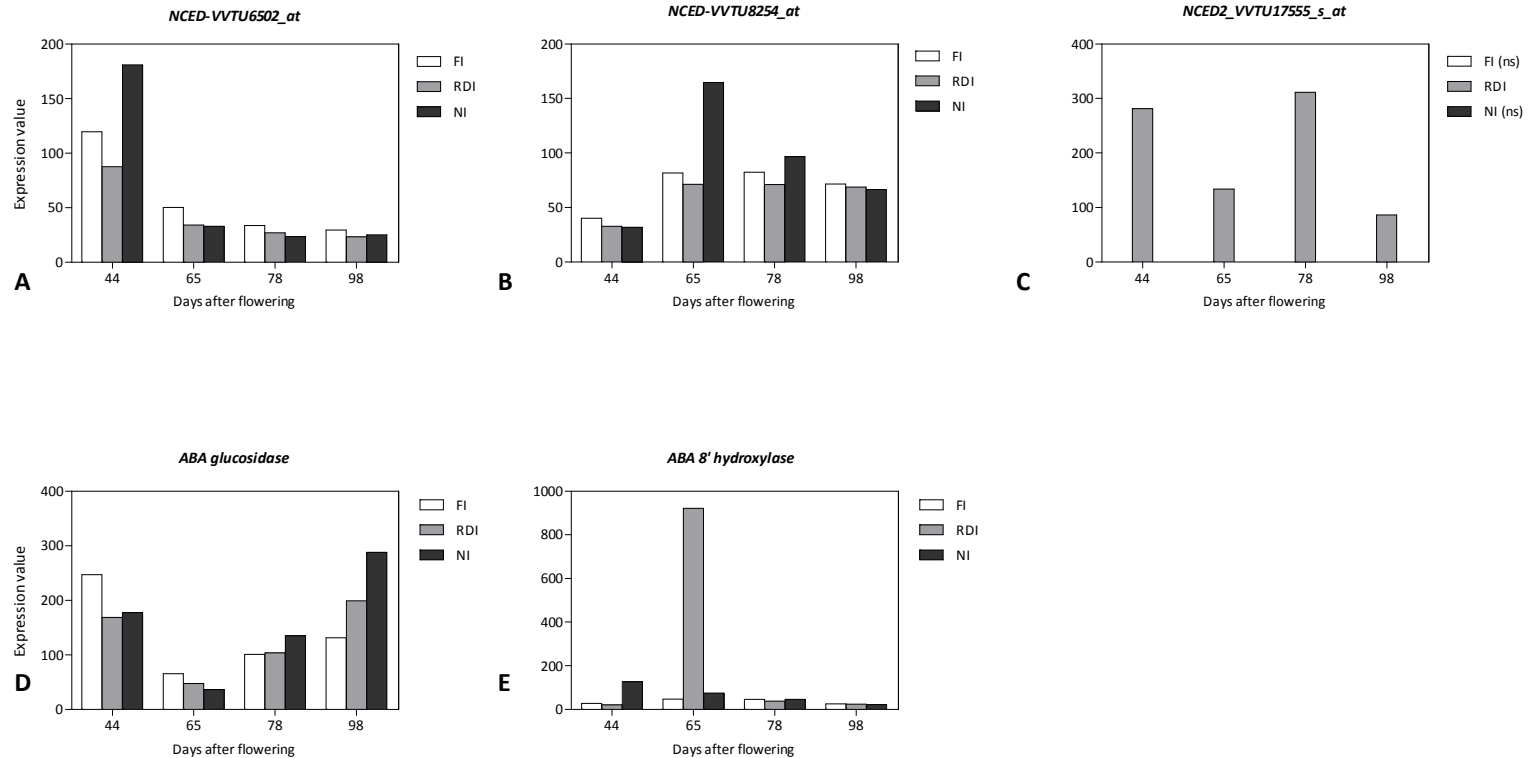 NCED-VVTU6502_at
200
150
100
50
0
Expression value
44 65 78 98
Days after flowering
FI
RDI
NI
A
NCED-VVTU8254_at
200
150
100
50
0
44 65 78 98
Days after flowering
FI
RDI
NI
B
NCED2_VVTU17555_s_at
400
300
200
100
0
44 65 78 98
Days after flowering
FI (ns)
RDI
NI (ns)
C
ABA glucosidase
400
300
200
100
0
Expression value
44 65 78 98
Days after flowering
FI
RDI
NI
D
ABA 8' hydroxylase
1000
800
600
400
200
0
44 65 78 98
Days after flowering
FI
RDI
NI
E